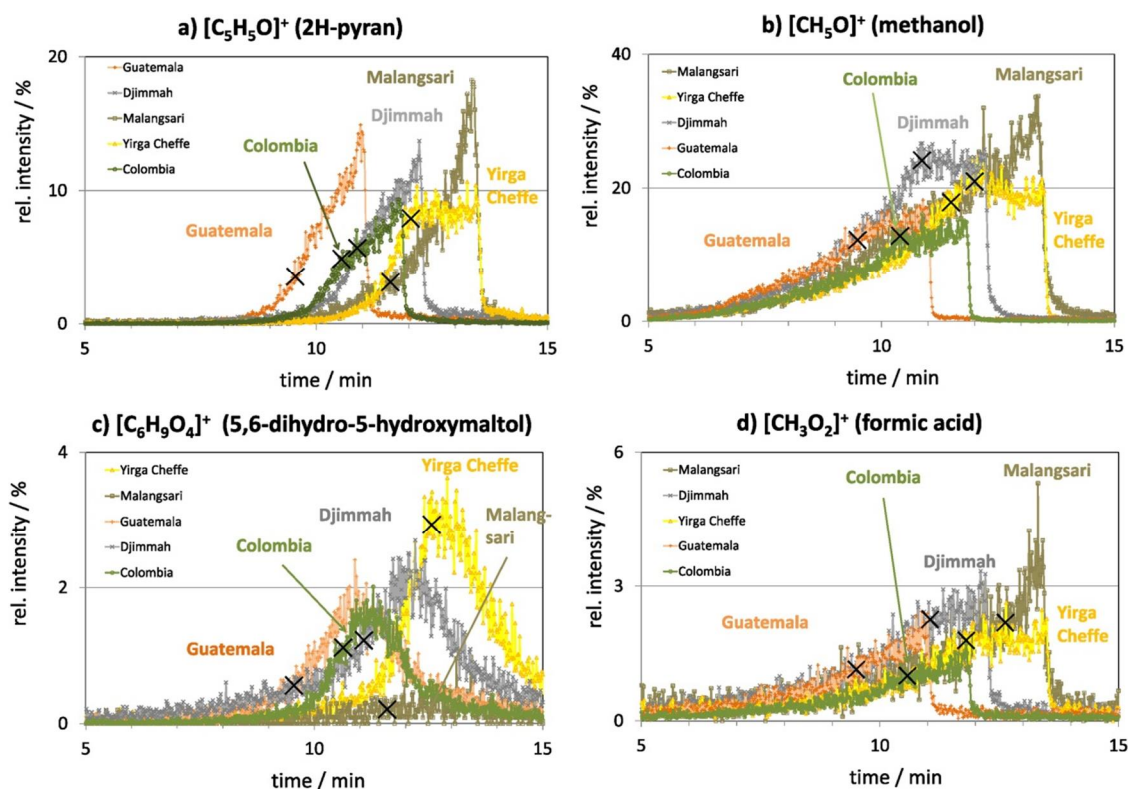 a) [C₅H₅O]⁺ (2H-pyran)
rel. intensity / %
20
10
0
Guatemala
Djimmah
Malangsari
Yirga Cheffe
Colombia
Malangsari
Djimmah
Colombia
Yirga
Cheffe
Guatemala
5
10
15
time / min
b) [CH₅O]⁺ (methanol)
rel. intensity / %
40
20
0
Malangsari
Yirga Cheffe
Djimmah
Guatemala
Colombia
Colombia
Malangsari
Djimmah
Guatemala
Yirga
Cheffe
5
10
15
time / min
c) [C₆H₉O₄]⁺ (5,6-dihydro-5-hydroxymaltol)
rel. intensity / %
4
2
0
Yirga Cheffe
Malangsari
Guatemala
Djimmah
Colombia
Yirga Cheffe
Djimmah
Malang-
sari
Colombia
Guatemala
5
10
15
time / min
d) [CH₃O₂]⁺ (formic acid)
rel. intensity / %
6
3
0
Malangsari
Djimmah
Yirga Cheffe
Guatemala
Colombia
Colombia
Malangsari
Djimmah
Guatemala
Yirga
Cheffe
5
10
15
time / min